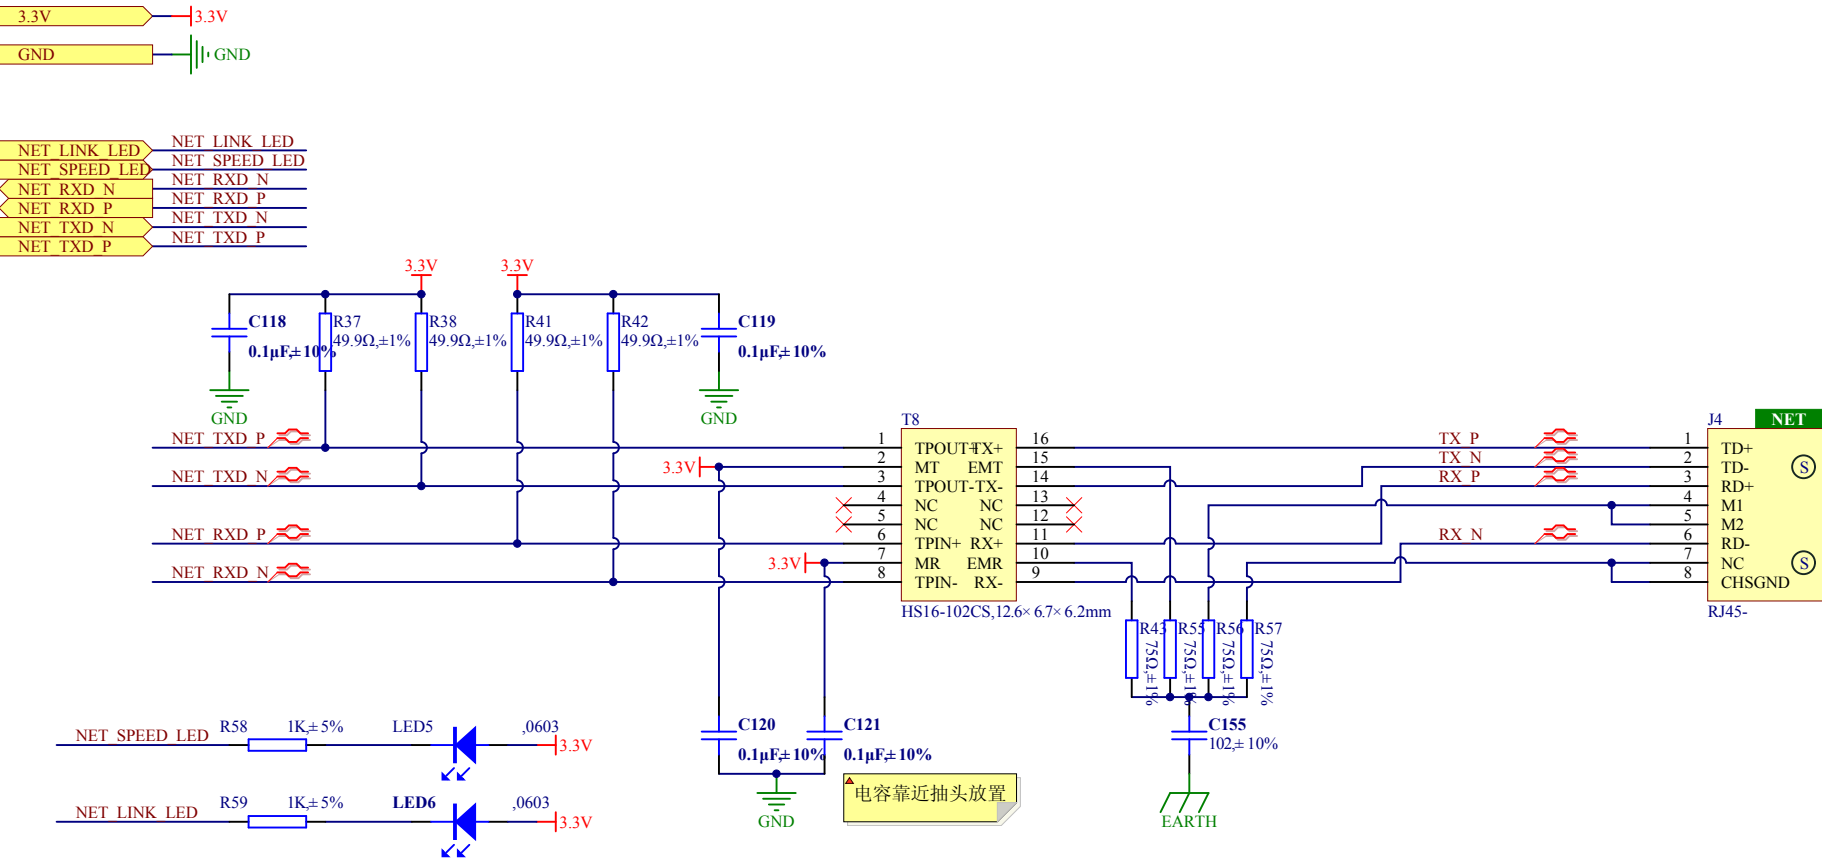 3.3V
3.3V
GND
GND
NET_LINK_LED
NET_LINK_LED
NET_SPEED_LED
NET_SPEED_LED
NET_RXD_N
NET_RXD_N
NET_RXD_P
NET_RXD_P
NET_TXD_N
NET_TXD_N
NET_TXD_P
NET_TXD_P
3.3V
3.3V
C118
0.1µF,±10%
R37
49.9Ω,±1%
R38
49.9Ω,±1%
R41
49.9Ω,±1%
R42
49.9Ω,±1%
C119
0.1µF,±10%
GND
GND
NET_TXD_P
NET_TXD_N
NET_RXD_P
NET_RXD_N
3.3V
3.3V
T8
1 TPOUT+ TX+ 16
2 MT EMT 15
3 TPOUT- TX- 14
4 NC NC 13
5 NC NC 12
6 TPIN+ RX+ 11
7 MR EMR 10
8 TPIN- RX- 9
HS16-102CS,12.6×6.7×6.2mm
TX_P
TX_N
RX_P
RX_N
J4
NET
1 TD+
2 TD-
3 RD+
4 M1
5 M2
6 RD-
7 NC
8 CHSGND
S
S
RJ45-
R43
75Ω,±1%
R55
75Ω,±1%
R56
75Ω,±1%
R57
75Ω,±1%
C155
102,±10%
EARTH
C120
0.1µF,±10%
C121
0.1µF,±10%
GND
电容靠近抽头放置
NET_SPEED_LED
R58
1K,±5%
LED5
,0603
3.3V
NET_LINK_LED
R59
1K,±5%
LED6
,0603
3.3V